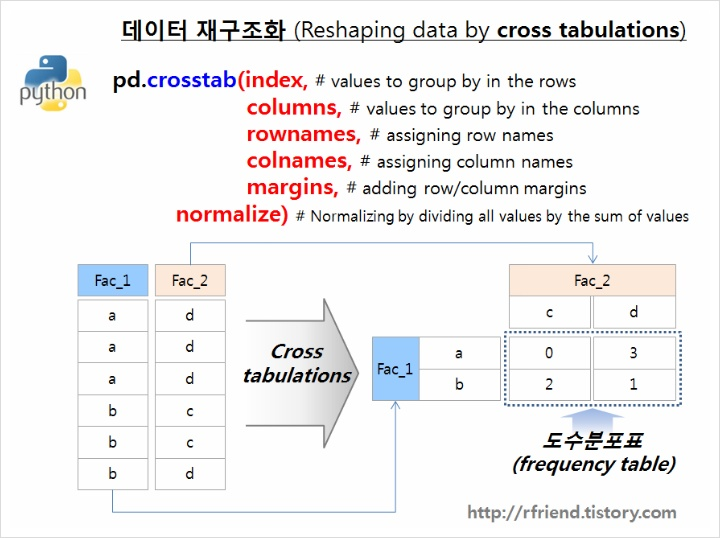 데이터 재구조화 (Reshaping data by cross tabulations)
python
pd.crosstab(index, # values to group by in the rows
columns, # values to group by in the columns
rownames, # assigning row names
colnames, # assigning column names
margins, # adding row/column margins
normalize) # Normalizing by dividing all values by the sum of values
Fac_1 Fac_2
a d
a d
a d
b c
b c
b d
Cross
tabulations
Fac_2
c d
Fac_1
a 0 3
b 2 1
도수분포표
(frequency table)
http://rfriend.tistory.com